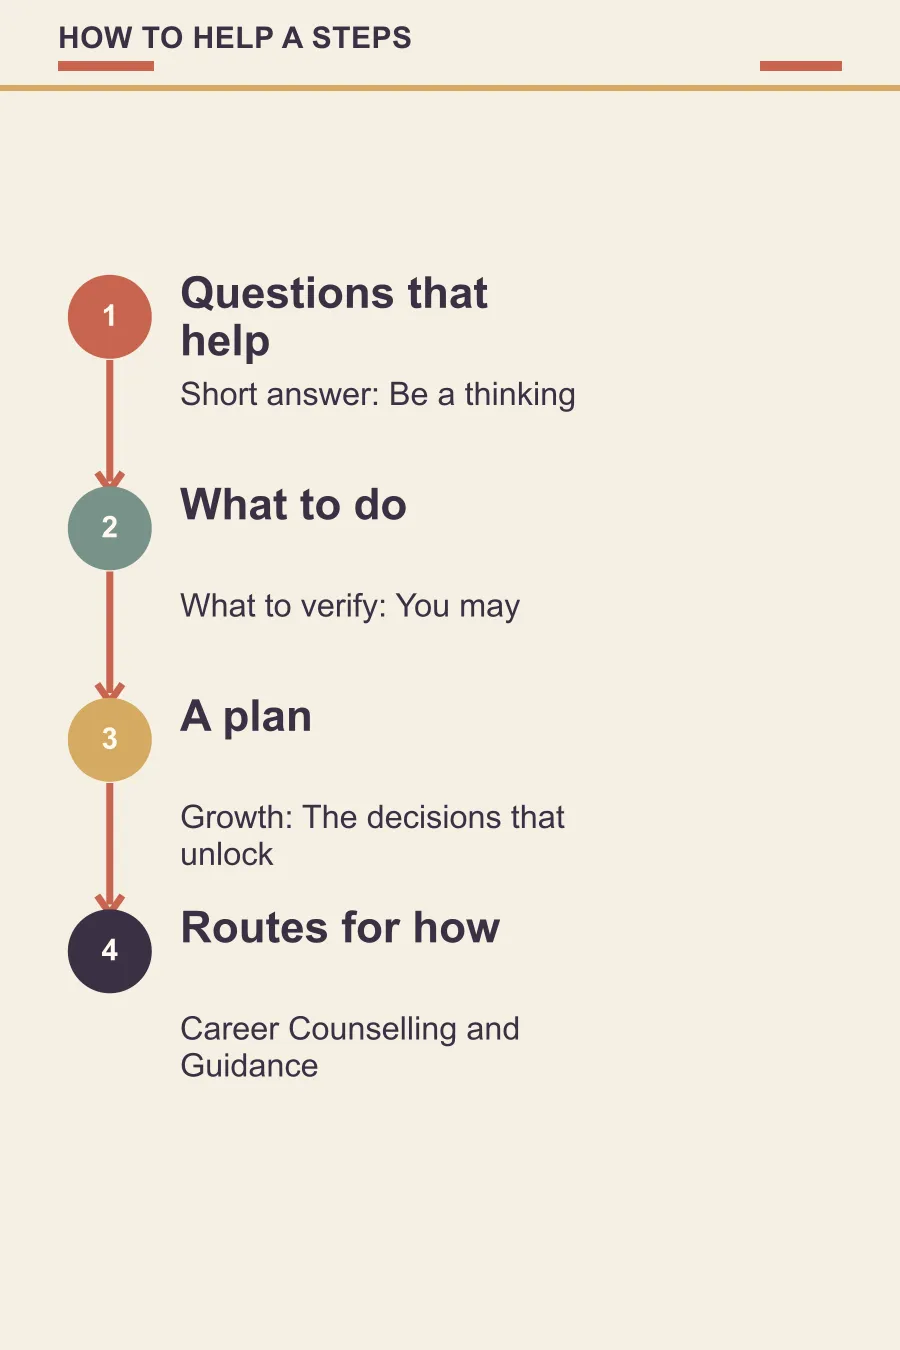 HOW TO HELP A STEPS
1
Questions that
help
Short answer: Be a thinking
2
What to do
What to verify: You may
3
A plan
Growth: The decisions that
unlock
4
Routes for how
Career Counselling and
Guidance